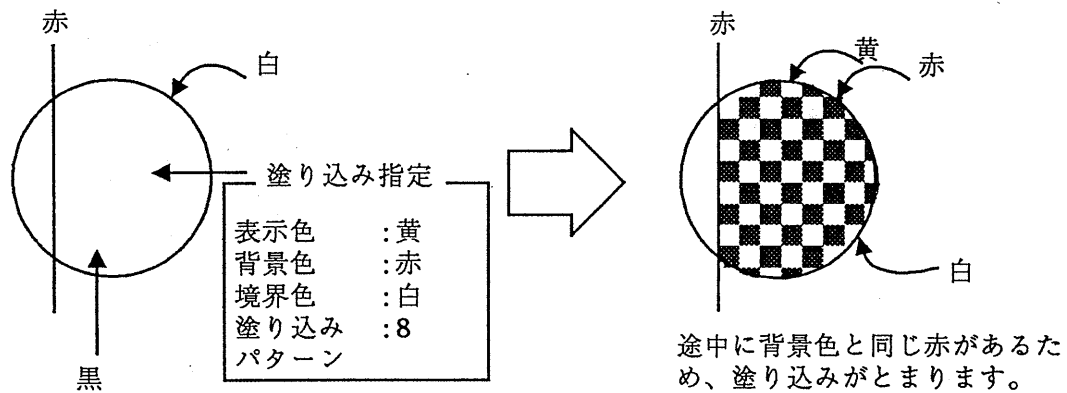 赤
白
塗り込み指定
表示色 :黄
背景色 :赤
境界色 :白
塗り込み :8
パターン
黒
赤
黄
赤
白
途中に背景色と同じ赤があるた
め、塗り込みがとまります。